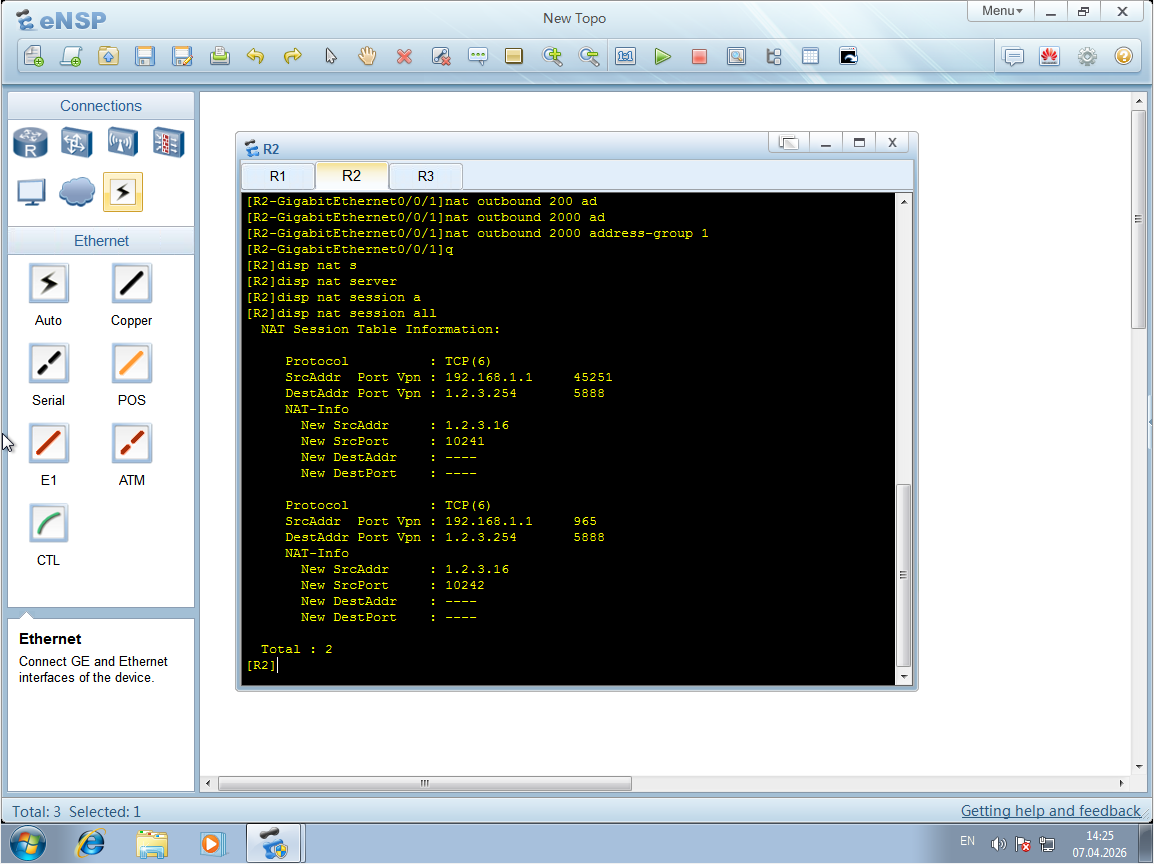 eNSP
New Topo
Menu
Connections
R
Ethernet
Auto
Copper
Serial
POS
E1
ATM
CTL
Ethernet
Connect GE and Ethernet
interfaces of the device.
R2
R1
R2
R3
[R2-GigabitEthernet0/0/1]nat outbound 200 ad
[R2-GigabitEthernet0/0/1]nat outbound 2000 ad
[R2-GigabitEthernet0/0/1]nat outbound 2000 address-group 1
[R2-GigabitEthernet0/0/1]q
[R2]disp nat s
[R2]disp nat server
[R2]disp nat session a
[R2]disp nat session all
NAT Session Table Information:
Protocol : TCP(6)
SrcAddr Port Vpn : 192.168.1.1 45251
DestAddr Port Vpn : 1.2.3.254 5888
NAT-Info
New SrcAddr : 1.2.3.16
New SrcPort : 10241
New DestAddr : ----
New DestPort : ----
Protocol : TCP(6)
SrcAddr Port Vpn : 192.168.1.1 965
DestAddr Port Vpn : 1.2.3.254 5888
NAT-Info
New SrcAddr : 1.2.3.16
New SrcPort : 10242
New DestAddr : ----
New DestPort : ----
Total : 2
[R2]
Total: 3 Selected: 1
Getting help and feedback
EN
14:25
07.04.2026